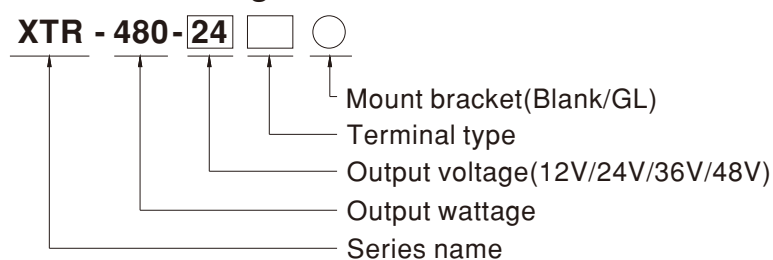 XTR - 480 - 24
Mount bracket(Blank/GL)
Terminal type
Output voltage(12V/24V/36V/48V)
Output wattage
Series name